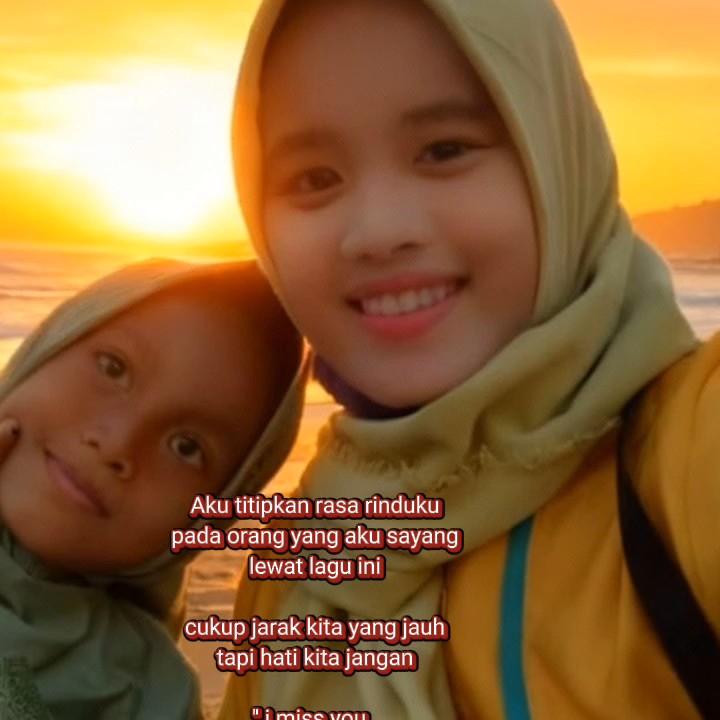 Aku titipkan rasa rinduku
pada orang yang aku sayang
lewat lagu ini
cukup jarak kita yang jauh
tapi hati kita jangan
" i miss you